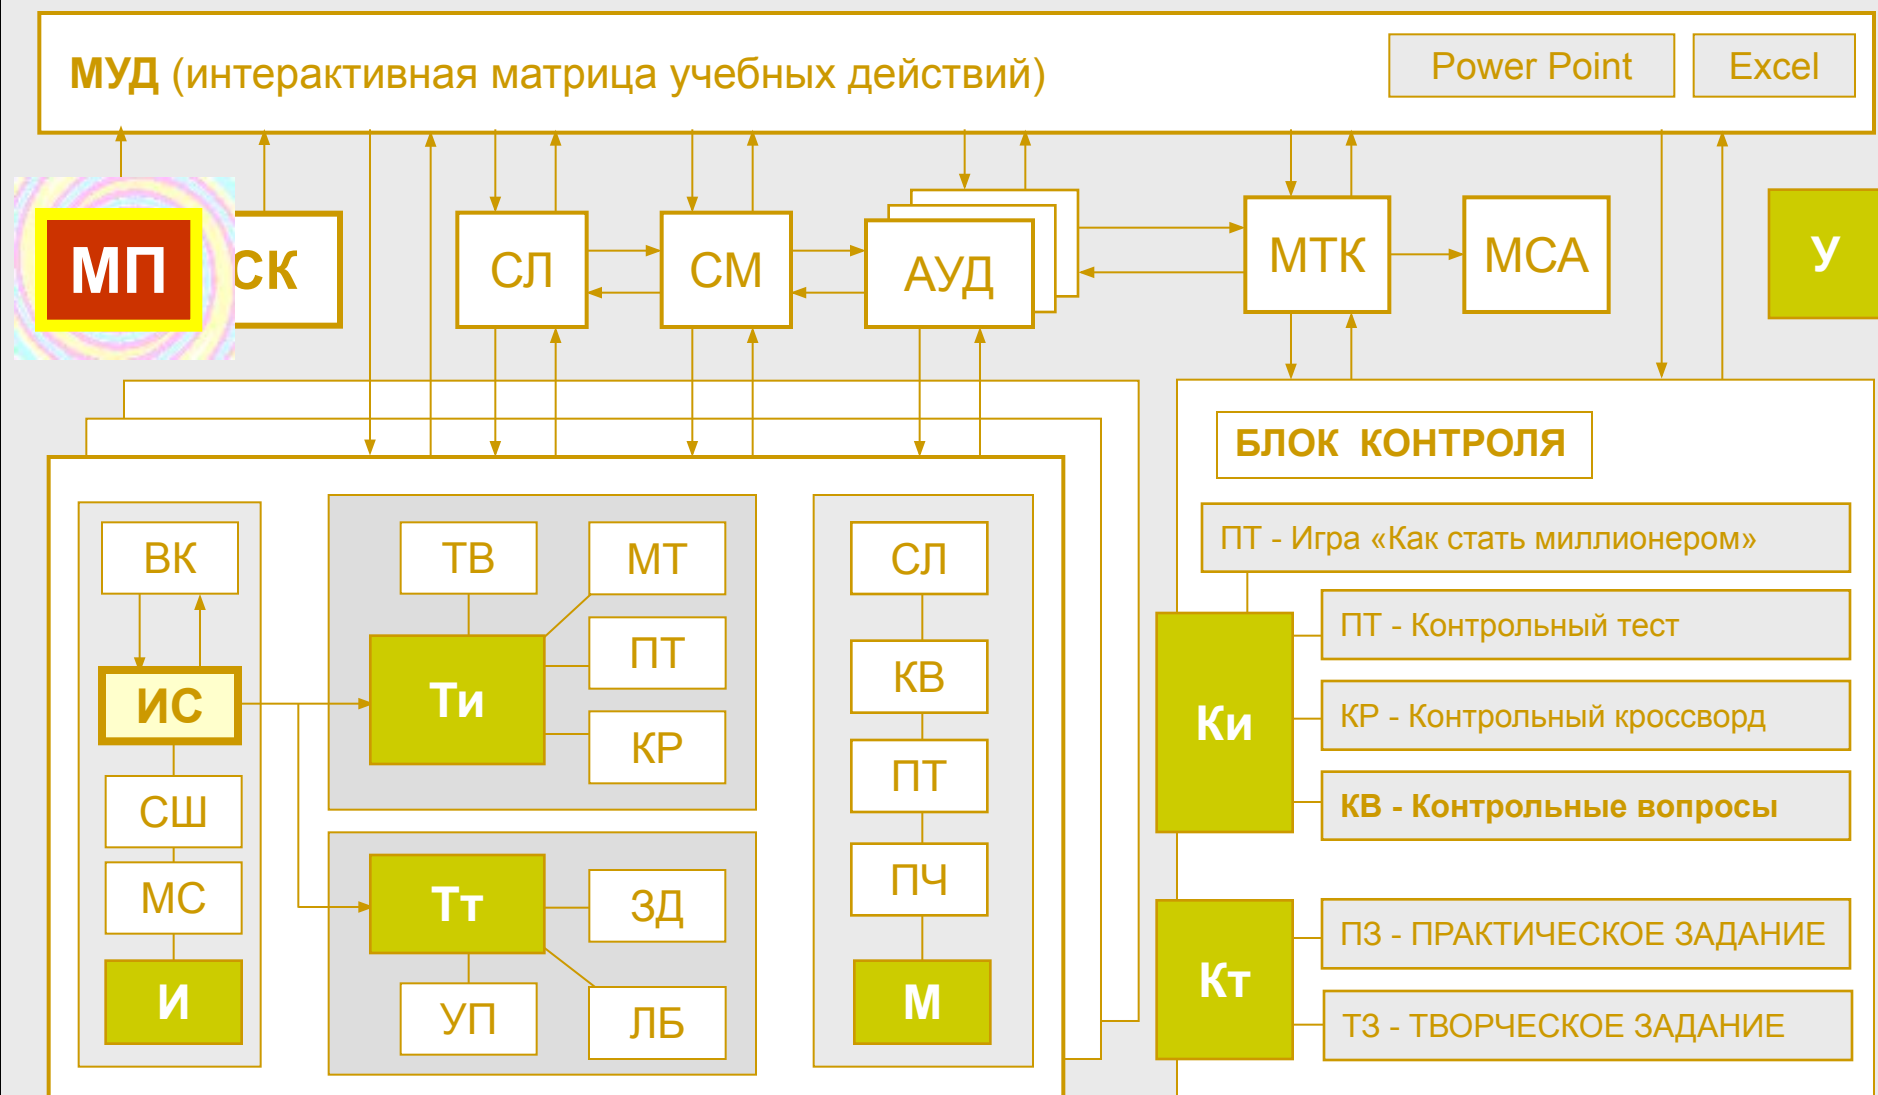 МУД (интерактивная матрица учебных действий)
Power Point
Excel
МП
СК
СЛ
СМ
АУД
МТК
МСА
У
БЛОК КОНТРОЛЯ
ВК
ИС
СШ
МС
И
ТВ
МТ
ПТ
КР
Ти
Тт
ЗД
УП
ЛБ
СЛ
КВ
ПТ
ПЧ
М
ПТ - Игра «Как стать миллионером»
Ки
ПТ - Контрольный тест
КР - Контрольный кроссворд
КВ - Контрольные вопросы
Кт
ПЗ - ПРАКТИЧЕСКОЕ ЗАДАНИЕ
ТЗ - ТВОРЧЕСКОЕ ЗАДАНИЕ